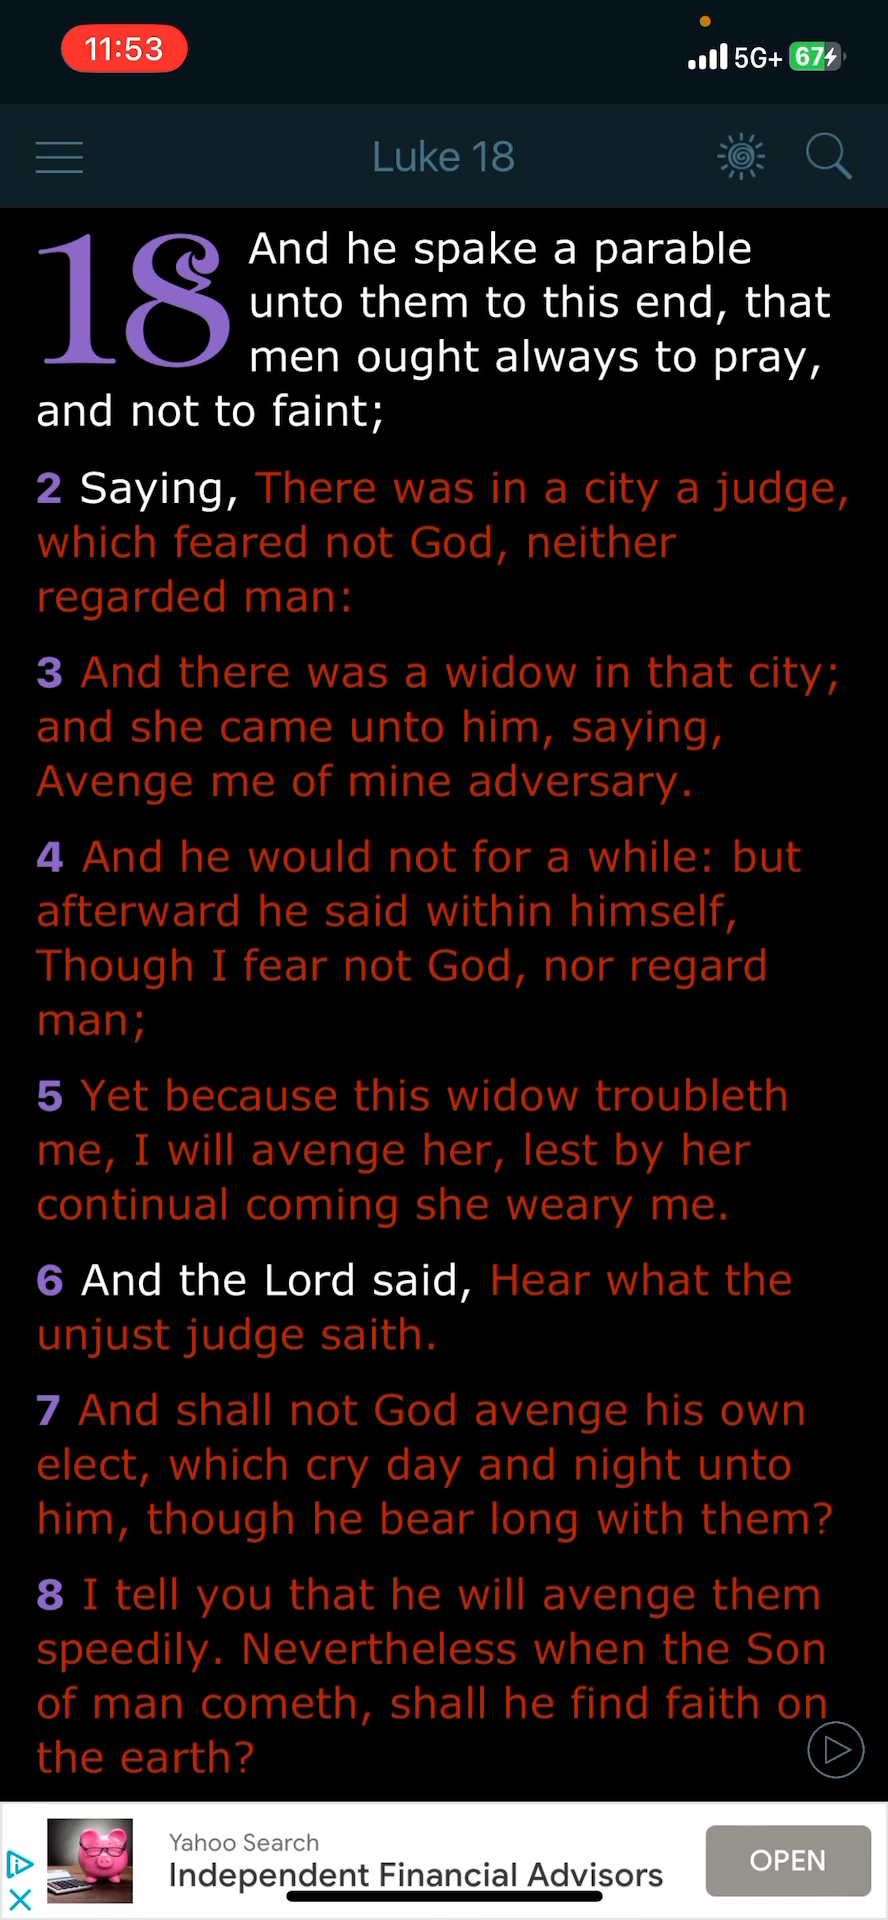 11:53
5G+ 67
Luke 18
18 And he spake a parable
unto them to this end, that
men ought always to pray,
and not to faint;
2 Saying, There was in a city a judge,
which feared not God, neither
regarded man:
3 And there was a widow in that city;
and she came unto him, saying,
Avenge me of mine adversary.
4 And he would not for a while: but
afterward he said within himself,
Though I fear not God, nor regard
man;
5 Yet because this widow troubleth
me, I will avenge her, lest by her
continual coming she weary me.
6 And the Lord said, Hear what the
unjust judge saith.
7 And shall not God avenge his own
elect, which cry day and night unto
him, though he bear long with them?
8 I tell you that he will avenge them
speedily. Nevertheless when the Son
of man cometh, shall he find faith on
the earth?
Yahoo Search
Independent Financial Advisors
OPEN